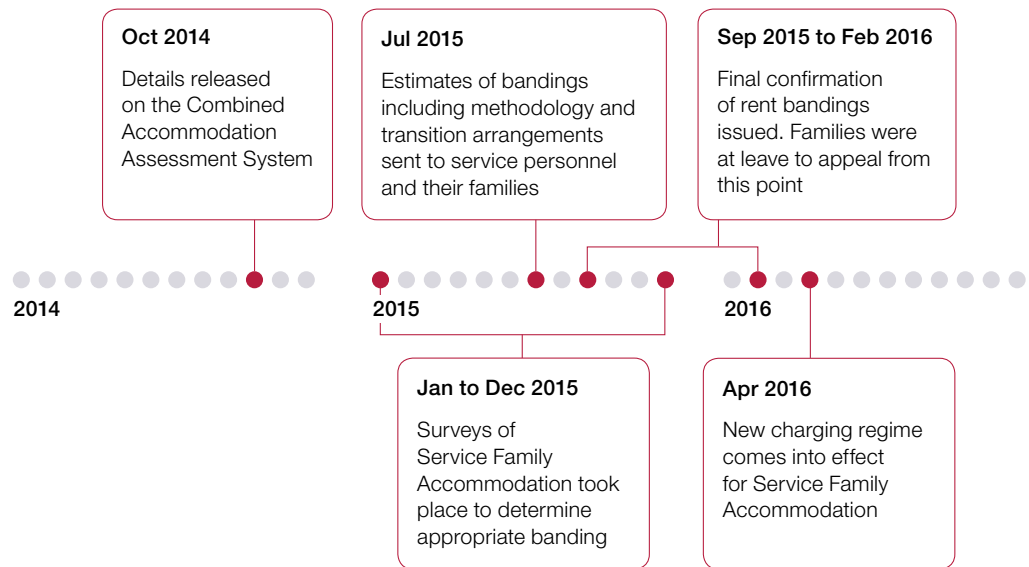 Oct 2014
Details released
on the Combined
Accommodation
Assessment System
Jul 2015
Estimates of bandings
including methodology and
transition arrangements
sent to service personnel
and their families
Sep 2015 to Feb 2016
Final confirmation
of rent bandings
issued. Families were
at leave to appeal from
this point
2014
2015
2016
Jan to Dec 2015
Surveys of
Service Family
Accommodation took
place to determine
appropriate banding
Apr 2016
New charging regime
comes into effect
for Service Family
Accommodation